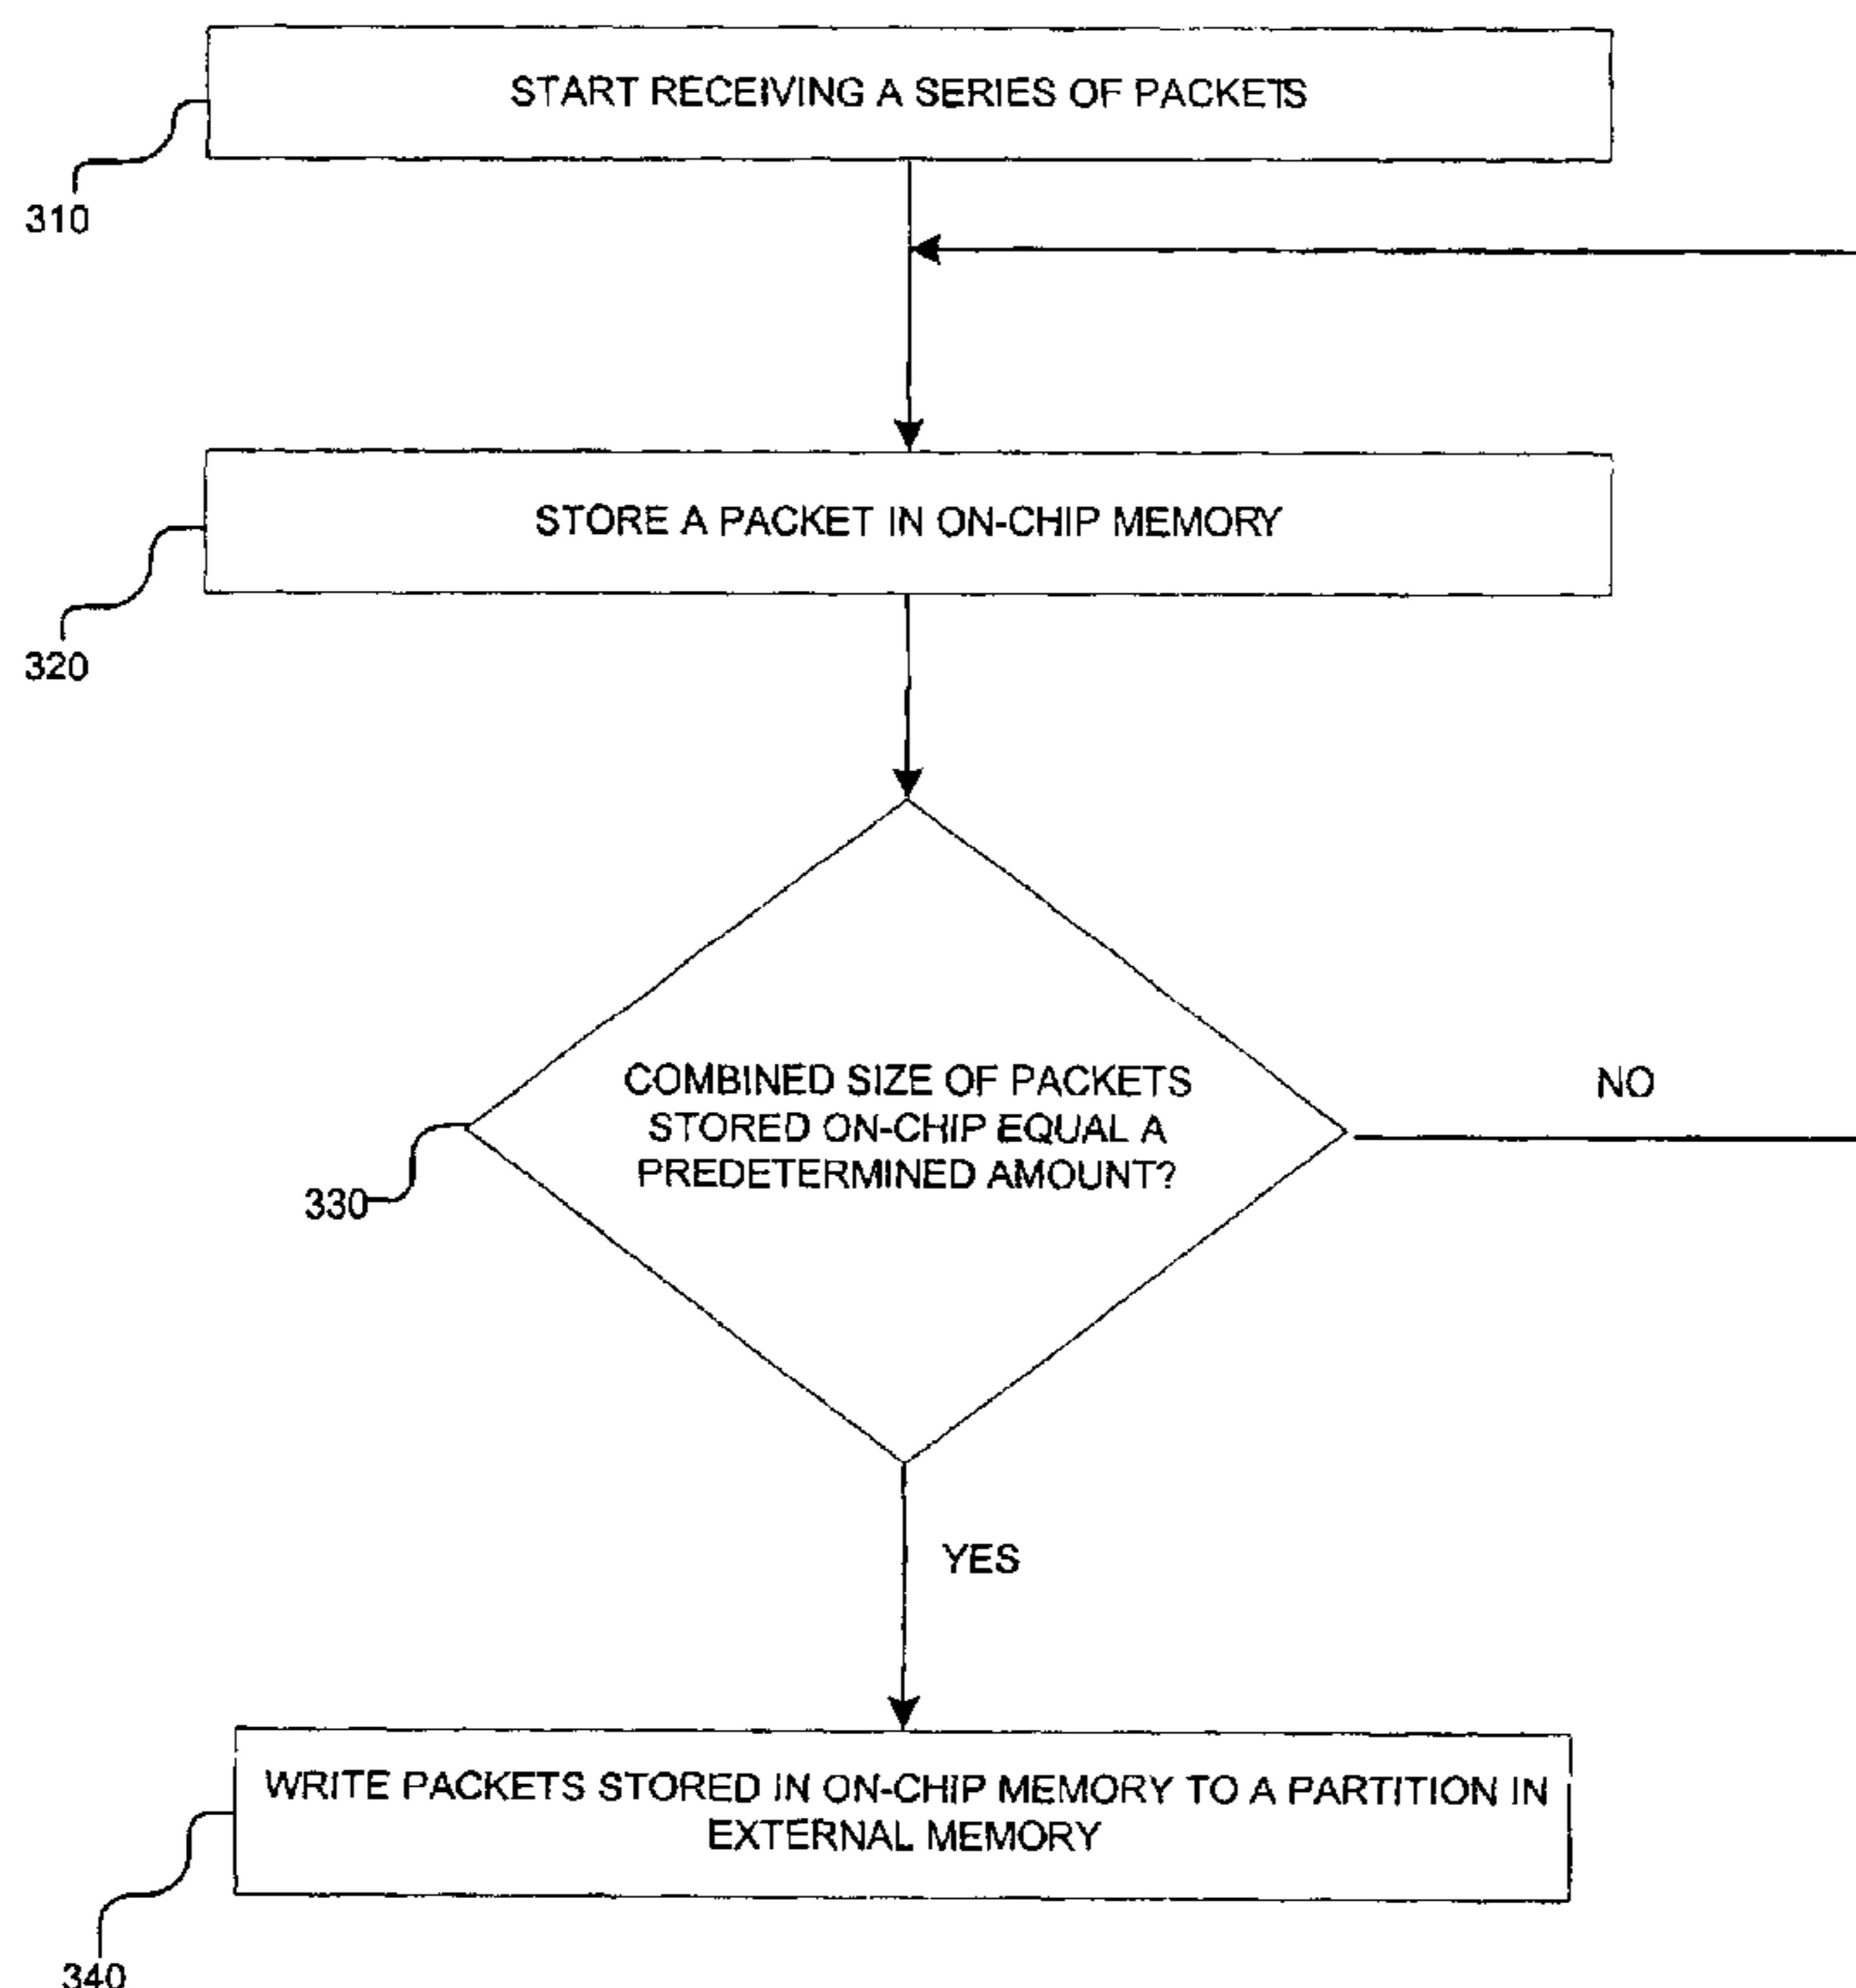 START RECEIVING A SERIES OF PACKETS
310
STORE A PACKET IN ON-CHIP MEMORY
320
COMBINED SIZE OF PACKETS
STORED ON-CHIP EQUAL A
PREDETERMINED AMOUNT?
NO
330
YES
WRITE PACKETS STORED IN ON-CHIP MEMORY TO A PARTITION IN
EXTERNAL MEMORY
340